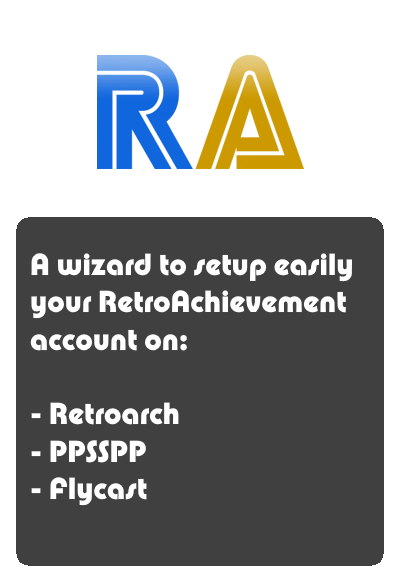 RA
A wizard to setup easily
your RetroAchievement
account on:
- Retroarch
- PPSSPP
- Flycast